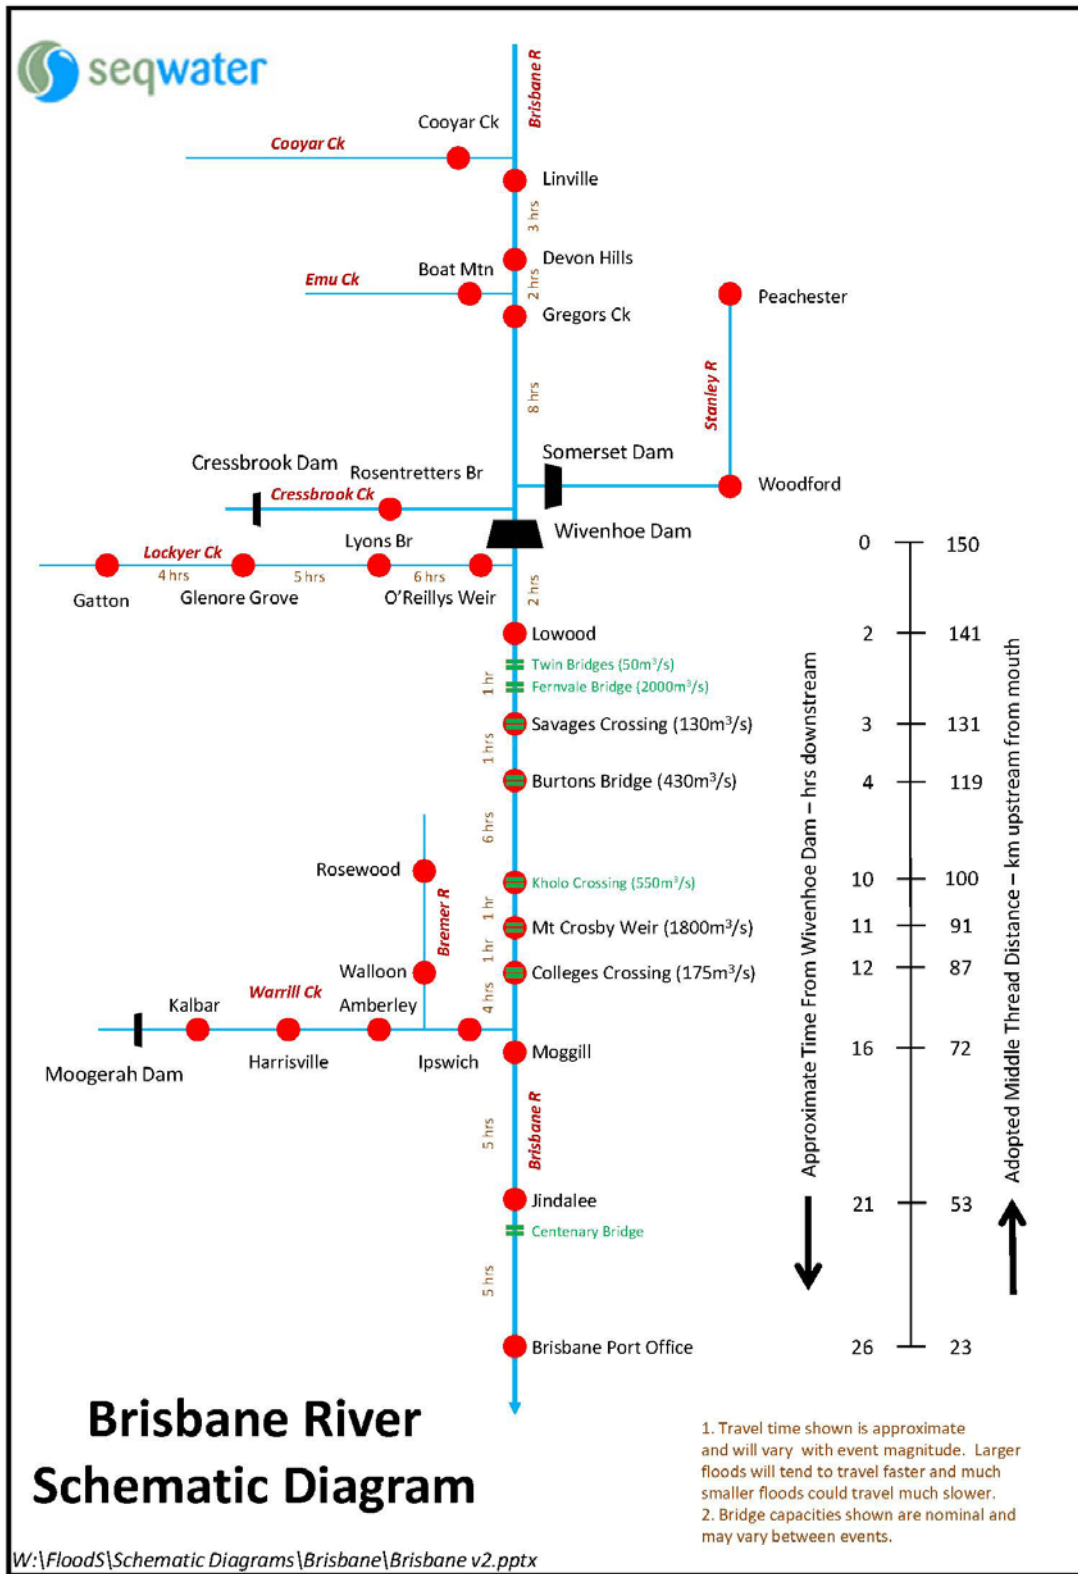 seqwater
Brisbane R
Cooyar Ck
Cooyar Ck
Linville
3 hrs
Devon Hills
Boat Mtn
Emu Ck
2 hrs
Peachester
Gregors Ck
Stanley R
8 hrs
Somerset Dam
Cressbrook Dam
Rosentretters Br
Woodford
Cressbrook Ck
Wivenhoe Dam
Lyons Br
Lockyer Ck
4 hrs
5 hrs
6 hrs
2 hrs
Gatton
Glenore Grove
O'Reillys Weir
0 150
Lowood
2 141
Twin Bridges (50m³/s)
1 hr
Fernvale Bridge (2000m³/s)
Savages Crossing (130m³/s)
3 131
1 hrs
Burtons Bridge (430m³/s)
4 119
6 hrs
Rosewood
Kholo Crossing (550m³/s)
10 100
Bremer R
1 hr
Mt Crosby Weir (1800m³/s)
11 91
1 hr
Walloon
Colleges Crossing (175m³/s)
12 87
Warrill Ck
4 hrs
Kalbar
Amberley
Harrisville
Ipswich
Moogerah Dam
Moggill
16 72
5 hrs
Brisbane R
Jindalee
21 53
Centenary Bridge
5 hrs
Brisbane Port Office
26 23
Approximate Time From Wivenhoe Dam – hrs downstream
Adopted Middle Thread Distance – km upstream from mouth
Brisbane River
Schematic Diagram
1. Travel time shown is approximate
and will vary with event magnitude. Larger
floods will tend to travel faster and much
smaller floods could travel much slower.
2. Bridge capacities shown are nominal and
may vary between events.
W:\FloodS\Schematic Diagrams\Brisbane\Brisbane v2.pptx